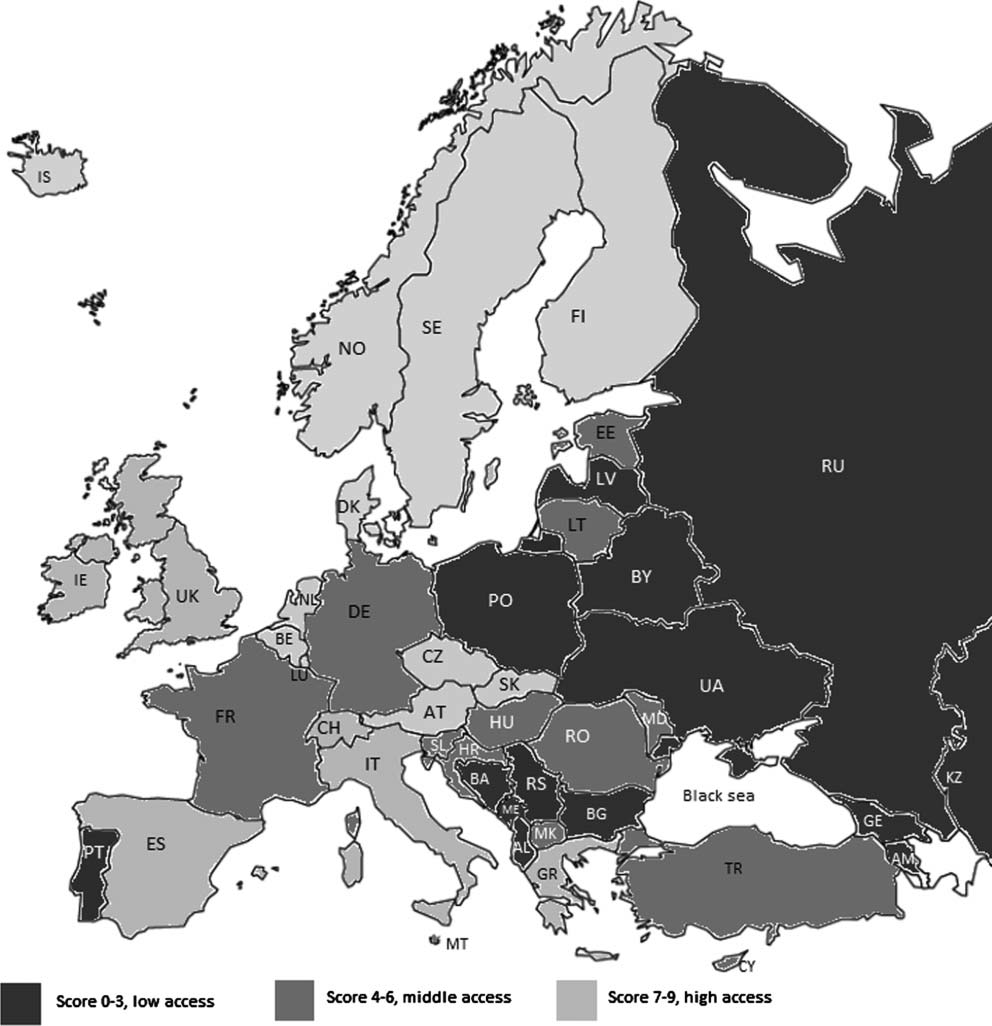 IS
NO
SE
FI
EE
RU
LV
DK
LT
IE
UK
NL
DE
PO
BY
BE
CZ
LU
SK
UA
FR
AT
CH
HU
MD
RO
SL
HR
IT
BA
RS
KZ
Black sea
ME
BG
GE
MK
ES
PT
AL
AM
GR
TR
MT
CY
Score 0-3, low access
Score 4-6, middle access
Score 7-9, high access